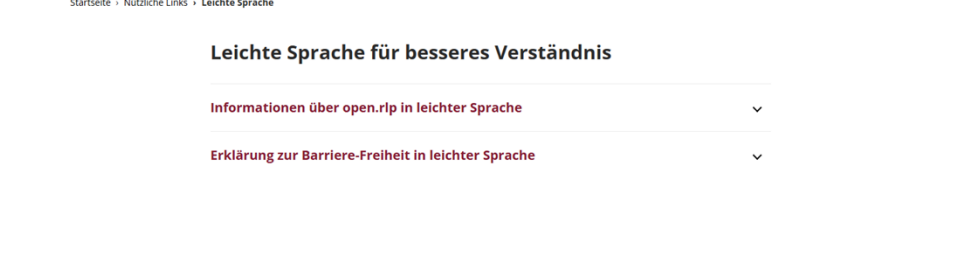 Startseite › Nützliche Links › Leichte Sprache
Leichte Sprache für besseres Verständnis
Informationen über open.rlp in leichter Sprache
Erklärung zur Barriere-Freiheit in leichter Sprache